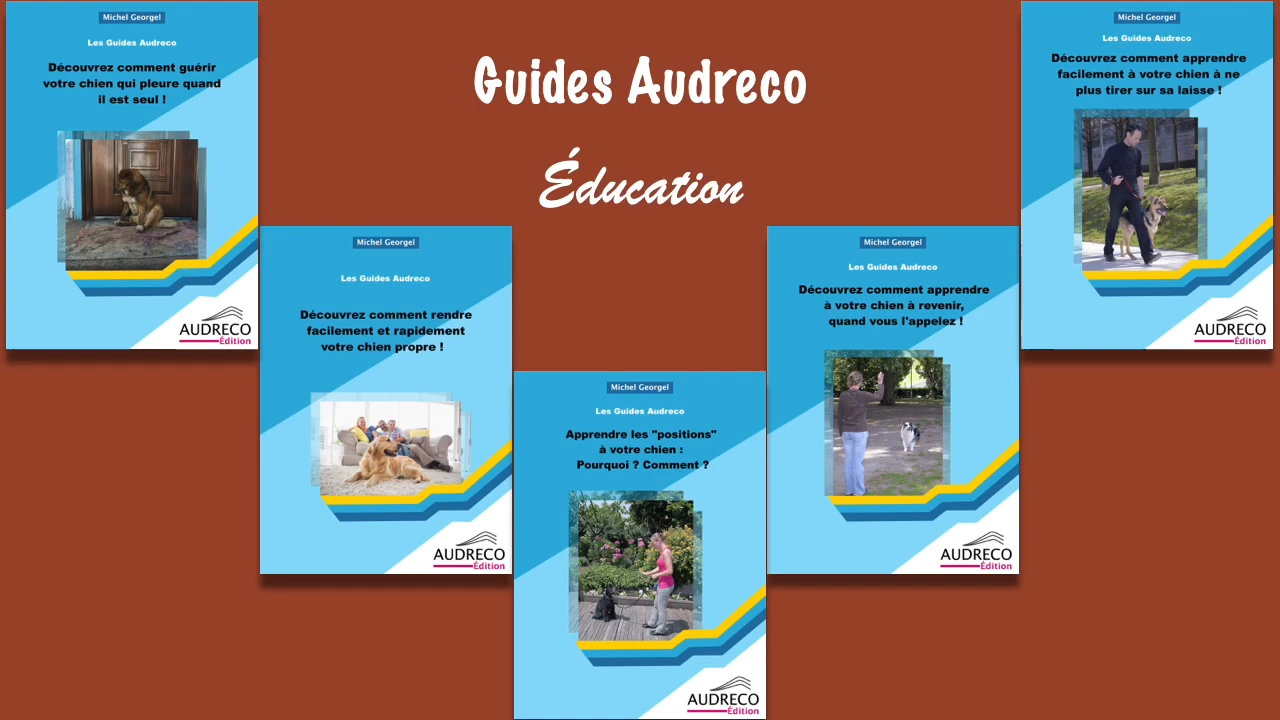 Guides Audreco
Éducation
Michel Georgel
Les Guides Audreco
Découvrez comment guérir
votre chien qui pleure quand
il est seul !
AUDRECO
Édition
Michel Georgel
Les Guides Audreco
Découvrez comment rendre
facilement et rapidement
votre chien propre !
AUDRECO
Édition
Michel Georgel
Les Guides Audreco
Apprendre les "positions"
à votre chien :
Pourquoi ? Comment ?
AUDRECO
Édition
Michel Georgel
Les Guides Audreco
Découvrez comment apprendre
à votre chien à revenir,
quand vous l'appelez !
AUDRECO
Édition
Michel Georgel
Les Guides Audreco
Découvrez comment apprendre
facilement à votre chien à ne
plus tirer sur sa laisse !
AUDRECO
Édition